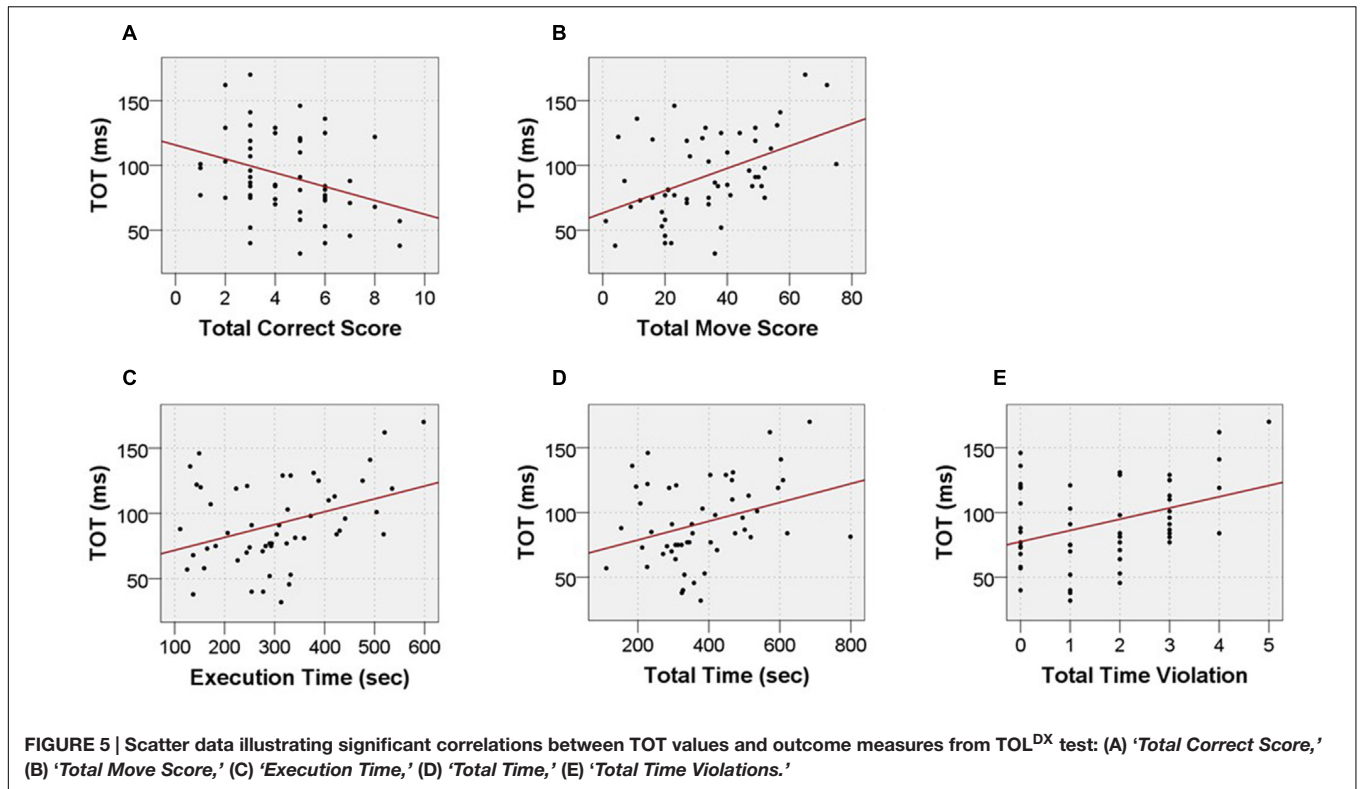 A
TOT (ms)
150
100
50
0 2 4 6 8 10
Total Correct Score
B
TOT (ms)
150
100
50
0 20 40 60 80
Total Move Score
C
TOT (ms)
150
100
50
100 200 300 400 500 600
Execution Time (sec)
D
TOT (ms)
150
100
50
200 400 600 800
Total Time (sec)
E
TOT (ms)
150
100
50
0 1 2 3 4 5
Total Time Violation
FIGURE 5 | Scatter data illustrating significant correlations between TOT values and outcome measures from TOLDX test: (A) ‘Total Correct Score,’
(B) ‘Total Move Score,’ (C) ‘Execution Time,’ (D) ‘Total Time,’ (E) ‘Total Time Violations.’